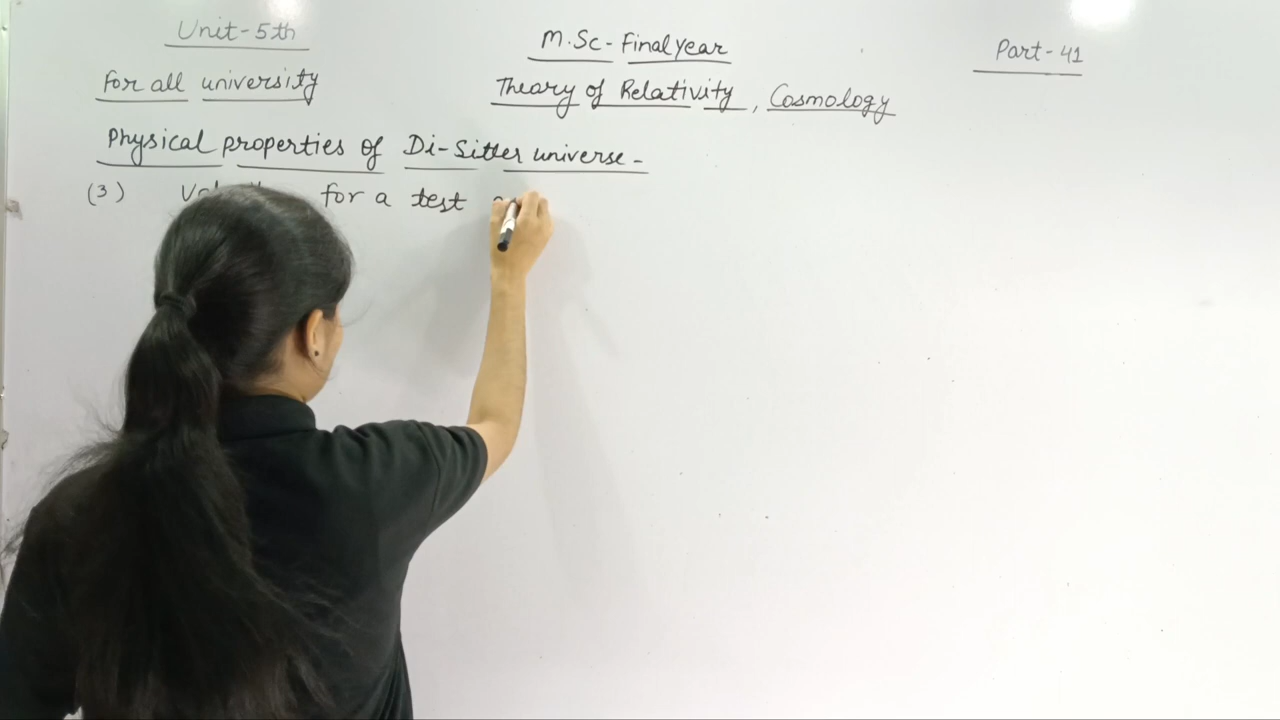 Unit-5th
M.Sc-Final year
Part-41
For all university
Theory of Relativity, Cosmology
Physical properties of Di-Sitter universe-
(3) for a test